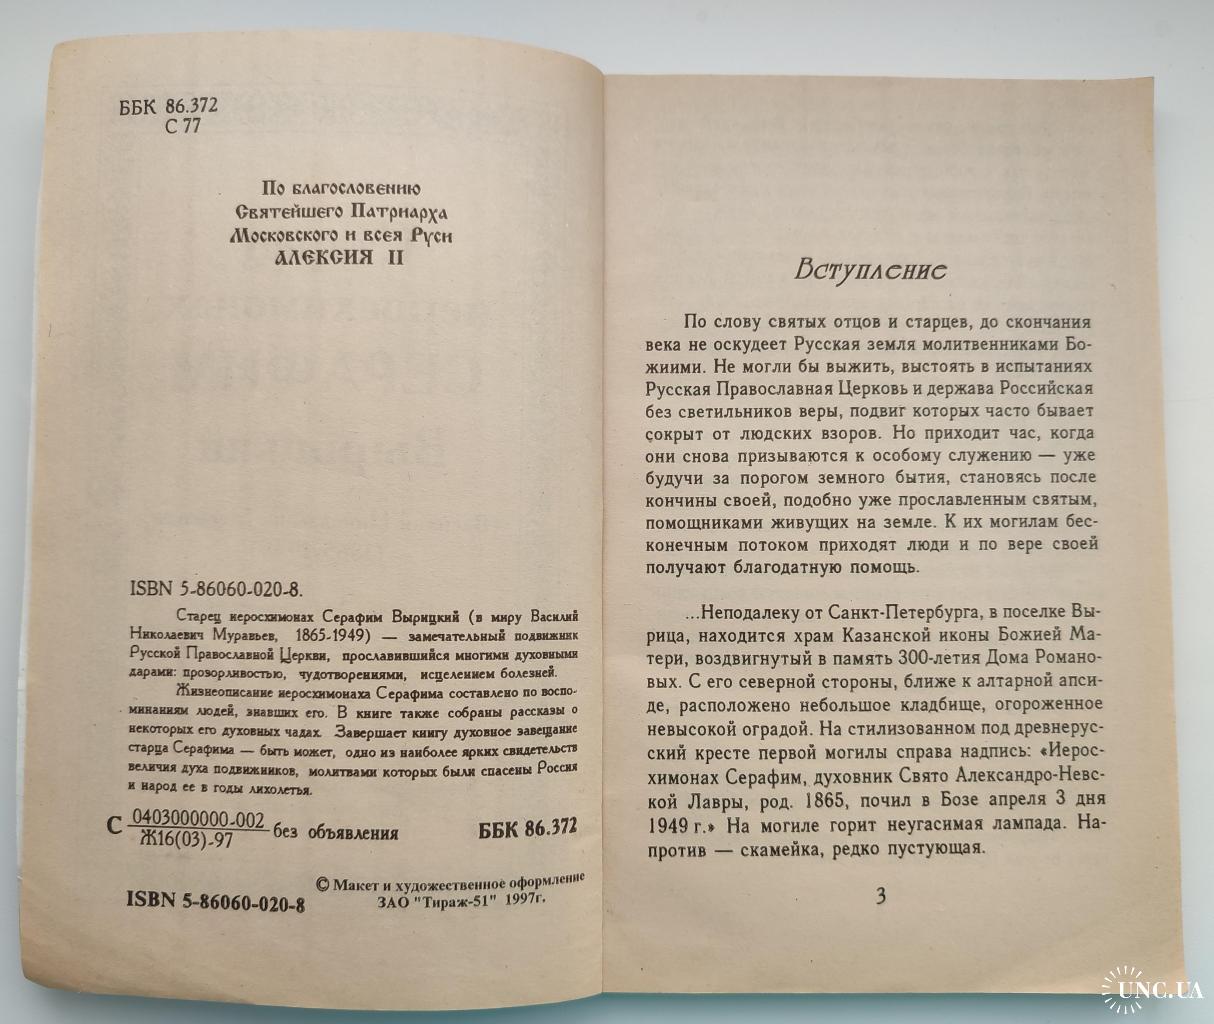 ББК 86.372
С 77
По благословению
Святейшего Патриарха
Московского и всея Руси
АЛЕКСИЯ II
ISBN 5-86060-020-8.
Старец иеросхимонах Серафим Вырицкий (в миру Василий
Николаевич Муравьев, 1865-1949) — замечательный подвижник
Русской Православной Церкви, прославившийся многими духовными
дарами: прозорливостью, чудотворениями, исцелением болезней.
Жизнеописание иеросхимонаха Серафима составлено по воспо-
минаниям людей, знавших его. В книге также собраны рассказы о
некоторых его духовных чадах. Завершает книгу духовное завещание
старца Серафима — быть может, одно из наиболее ярких свидетельств
величия духа подвижников, молитвами которых были спасены Россия
и народ ее в годы лихолетья.
С 0403000000-002
Ж16(03)-97
без объявления
ББК 86.372
ISBN 5-86060-020-8
© Макет и художественное оформление
ЗАО "Тираж-51" 1997г.
Вступление
По слову святых отцов и старцев, до скончания
века не оскудеет Русская земля молитвенниками Бо-
жиими. Не могли бы выжить, выстоять в испытаниях
Русская Православная Церковь и держава Российская
без светильников веры, подвиг которых часто бывает
сокрыт от людских взоров. Но приходит час, когда
они снова призываются к особому служению — уже
будучи за порогом земного бытия, становясь после
кончины своей, подобно уже прославленным святым,
помощниками живущих на земле. К их могилам бес-
конечным потоком приходят люди и по вере своей
получают благодатную помощь.
...Неподалеку от Санкт-Петербурга, в поселке Вы-
рица, находится храм Казанской иконы Божией Ма-
тери, воздвигнутый в память 300-летия Дома Романо-
вых. С его северной стороны, ближе к алтарной апси-
де, расположено небольшое кладбище, огороженное
невысокой оградой. На стилизованном под древнерус-
ский кресте первой могилы справа надпись: «Иерос-
химонах Серафим, духовник Свято Александро-Невс-
кой Лавры, род. 1865, почил в Бозе апреля 3 дня
1949 г.» На могиле горит неугасимая лампада. На-
против — скамейка, редко пустующая.
3
UNC.UA